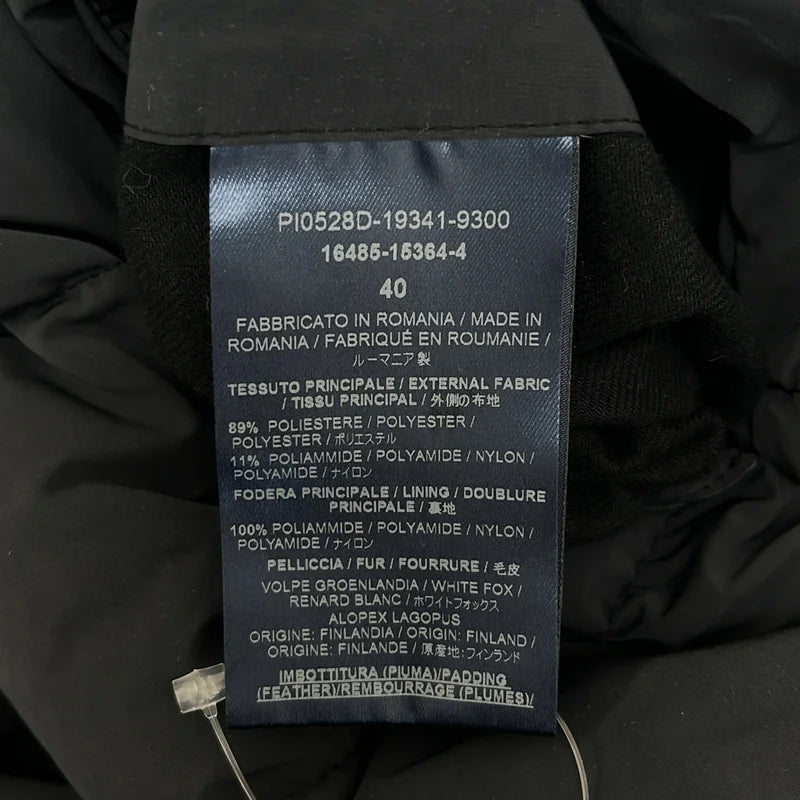 PI0528D-19341-9300
16485-15364-4
40
FABBRICATO IN ROMANIA / MADE IN
ROMANIA / FABRIQUÉ EN ROUMANIE /
ルーマニア製
TESSUTO PRINCIPALE / EXTERNAL FABRIC
/ TISSU PRINCIPAL / 外側の布地
89% POLIESTERE / POLYESTER /
POLYESTER / ポリエステル
11% POLIAMMIDE / POLYAMIDE / NYLON /
POLYAMIDE / ナイロン
FODERA PRINCIPALE / LINING / DOUBLURE
PRINCIPALE / 裏地
100% POLIAMMIDE / POLYAMIDE / NYLON /
POLYAMIDE / ナイロン
PELLICCIA / FUR / FOURRURE / 毛皮
VOLPE GROENLANDIA / WHITE FOX /
RENARD BLANC / ホワイトフォックス
ALOPEX LAGOPUS
ORIGINE: FINLANDIA / ORIGIN: FINLAND /
ORIGINE: FINLANDE / 原産地:フィンランド
IMBOTTITURA (PIUMA)/PADDING
(FEATHER)/REMBOURRAGE (PLUMES)/